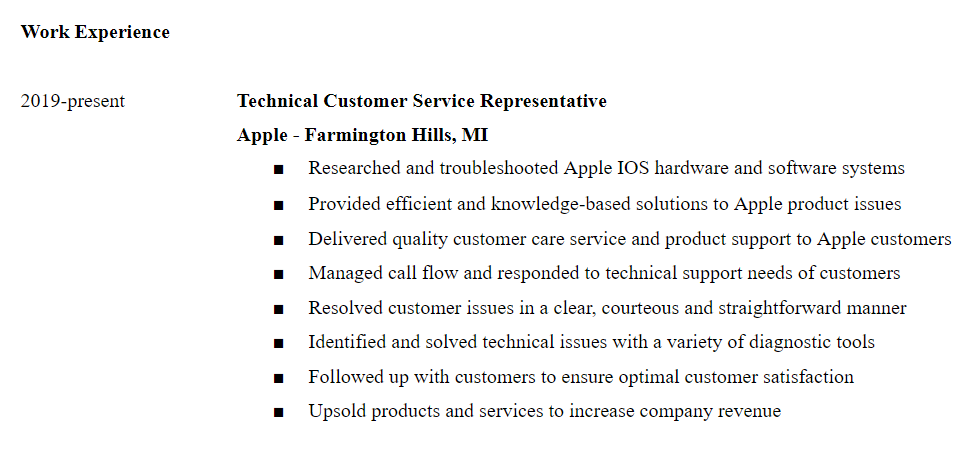 Work Experience
2019-present Technical Customer Service Representative
Apple - Farmington Hills, MI
■ Researched and troubleshooted Apple IOS hardware and software systems
■ Provided efficient and knowledge-based solutions to Apple product issues
■ Delivered quality customer care service and product support to Apple customers
■ Managed call flow and responded to technical support needs of customers
■ Resolved customer issues in a clear, courteous and straightforward manner
■ Identified and solved technical issues with a variety of diagnostic tools
■ Followed up with customers to ensure optimal customer satisfaction
■ Upsold products and services to increase company revenue